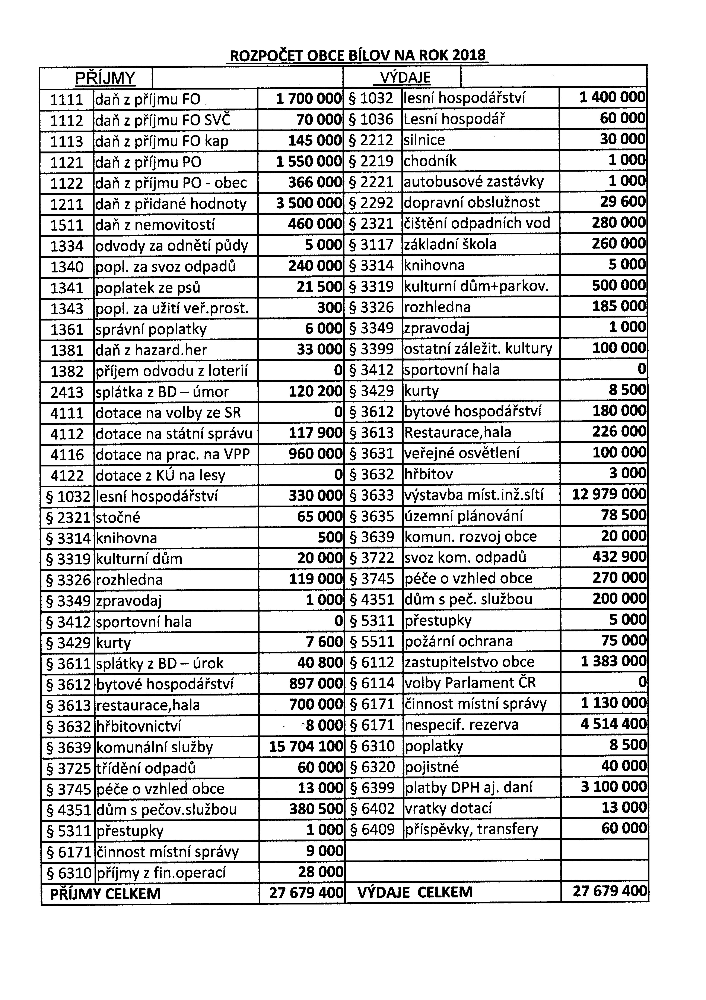 ROZPOČET OBCE BÍLOV NA ROK 2018
PŘÍJMY VÝDAJE
1111 daň z příjmu FO 1 700 000 § 1032 lesní hospodářství 1 400 000
1112 daň z příjmu FO SVČ 70 000 § 1036 Lesní hospodář 60 000
1113 daň z příjmu FO kap 145 000 § 2212 silnice 30 000
1121 daň z příjmu PO 1 550 000 § 2219 chodník 1 000
1122 daň z příjmu PO - obec 366 000 § 2221 autobusové zastávky 1 000
1211 daň z přidané hodnoty 3 500 000 § 2292 dopravní obslužnost 29 600
1511 daň z nemovitostí 460 000 § 2321 čištění odpadních vod 280 000
1334 odvody za odnětí půdy 5 000 § 3117 základní škola 260 000
1340 popl. za svoz odpadů 240 000 § 3314 knihovna 5 000
1341 poplatek ze psů 21 500 § 3319 kulturní dům+parkov. 500 000
1343 popl. za užití veř.prost. 300 § 3326 rozhledna 185 000
1361 správní poplatky 6 000 § 3349 zpravodaj 1 000
1381 daň z hazard.her 33 000 § 3399 ostatní záležit. kultury 100 000
1382 příjem odvodu z loterií 0 § 3412 sportovní hala 0
2413 splátka z BD – úmor 120 200 § 3429 kurty 8 500
4111 dotace na volby ze SR 0 § 3612 bytové hospodářství 180 000
4112 dotace na státní správu 117 900 § 3613 Restaurace,hala 226 000
4116 dotace na prac. na VPP 960 000 § 3631 veřejné osvětlení 100 000
4122 dotace z KÚ na lesy 0 § 3632 hřbitov 3 000
§ 1032 lesní hospodářství 330 000 § 3633 výstavba míst.inž.sítí 12 979 000
§ 2321 stočné 65 000 § 3635 územní plánování 78 500
§ 3314 knihovna 500 § 3639 komun. rozvoj obce 20 000
§ 3319 kulturní dům 20 000 § 3722 svoz kom. odpadů 432 900
§ 3326 rozhledna 119 000 § 3745 péče o vzhled obce 270 000
§ 3349 zpravodaj 1 000 § 4351 dům s peč. službou 200 000
§ 3412 sportovní hala 0 § 5311 přestupky 5 000
§ 3429 kurty 7 600 § 5511 požární ochrana 75 000
§ 3611 splátky z BD – úrok 40 800 § 6112 zastupitelstvo obce 1 383 000
§ 3612 bytové hospodářství 897 000 § 6114 volby Parlament ČR 0
§ 3613 restaurace,hala 700 000 § 6171 činnost místní správy 1 130 000
§ 3632 hřbitovnictví 8 000 § 6171 nespecif. rezerva 4 514 400
§ 3639 komunální služby 15 704 100 § 6310 poplatky 8 500
§ 3725 třídění odpadů 60 000 § 6320 pojistné 40 000
§ 3745 péče o vzhled obce 13 000 § 6399 platby DPH aj. daní 3 100 000
§ 4351 dům s pečov.službou 380 500 § 6402 vratky dotací 13 000
§ 5311 přestupky 1 000 § 6409 příspěvky, transfery 60 000
§ 6171 činnost místní správy 9 000
§ 6310 příjmy z fin.operací 28 000
PŘÍJMY CELKEM 27 679 400 VÝDAJE CELKEM 27 679 400